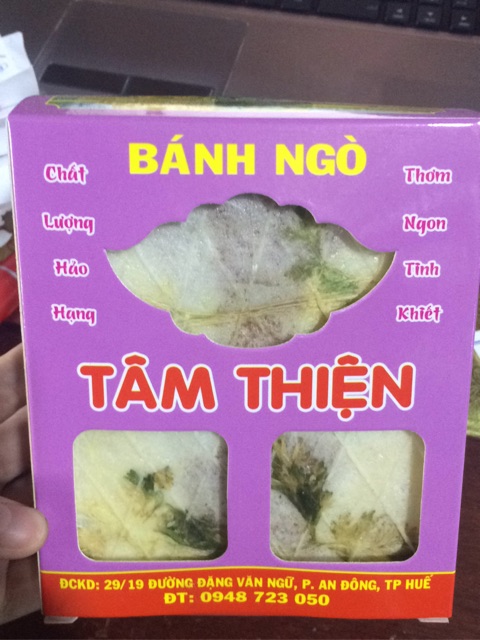 BÁNH NGÒ
Chất
Lượng
Hảo
Hạng
Thơm
Ngon
Tinh
Khiết
TÂM THIỆN
ĐCKD: 29/19 ĐƯỜNG ĐẶNG VĂN NGỮ, P. AN ĐÔNG, TP HUẾ
ĐT: 0948 723 050